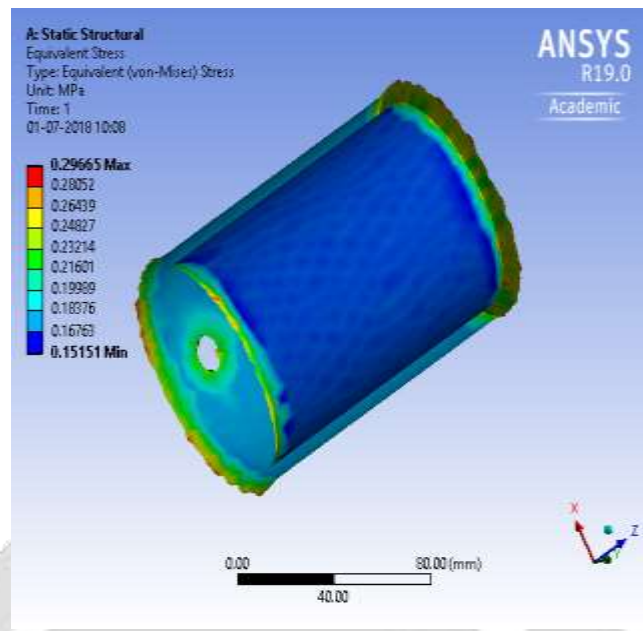 A: Static Structural
Equivalent Stress
Type: Equivalent (von-Mises) Stress
Unit: MPa
Time: 1
01-07-2018 10:08
ANSYS
R19.0
Academic
0.29665 Max
0.28052
0.26439
0.24827
0.23214
0.21601
0.19989
0.18376
0.16763
0.15151 Min
X
Z
Y
0.00
80.00 (mm)
40.00